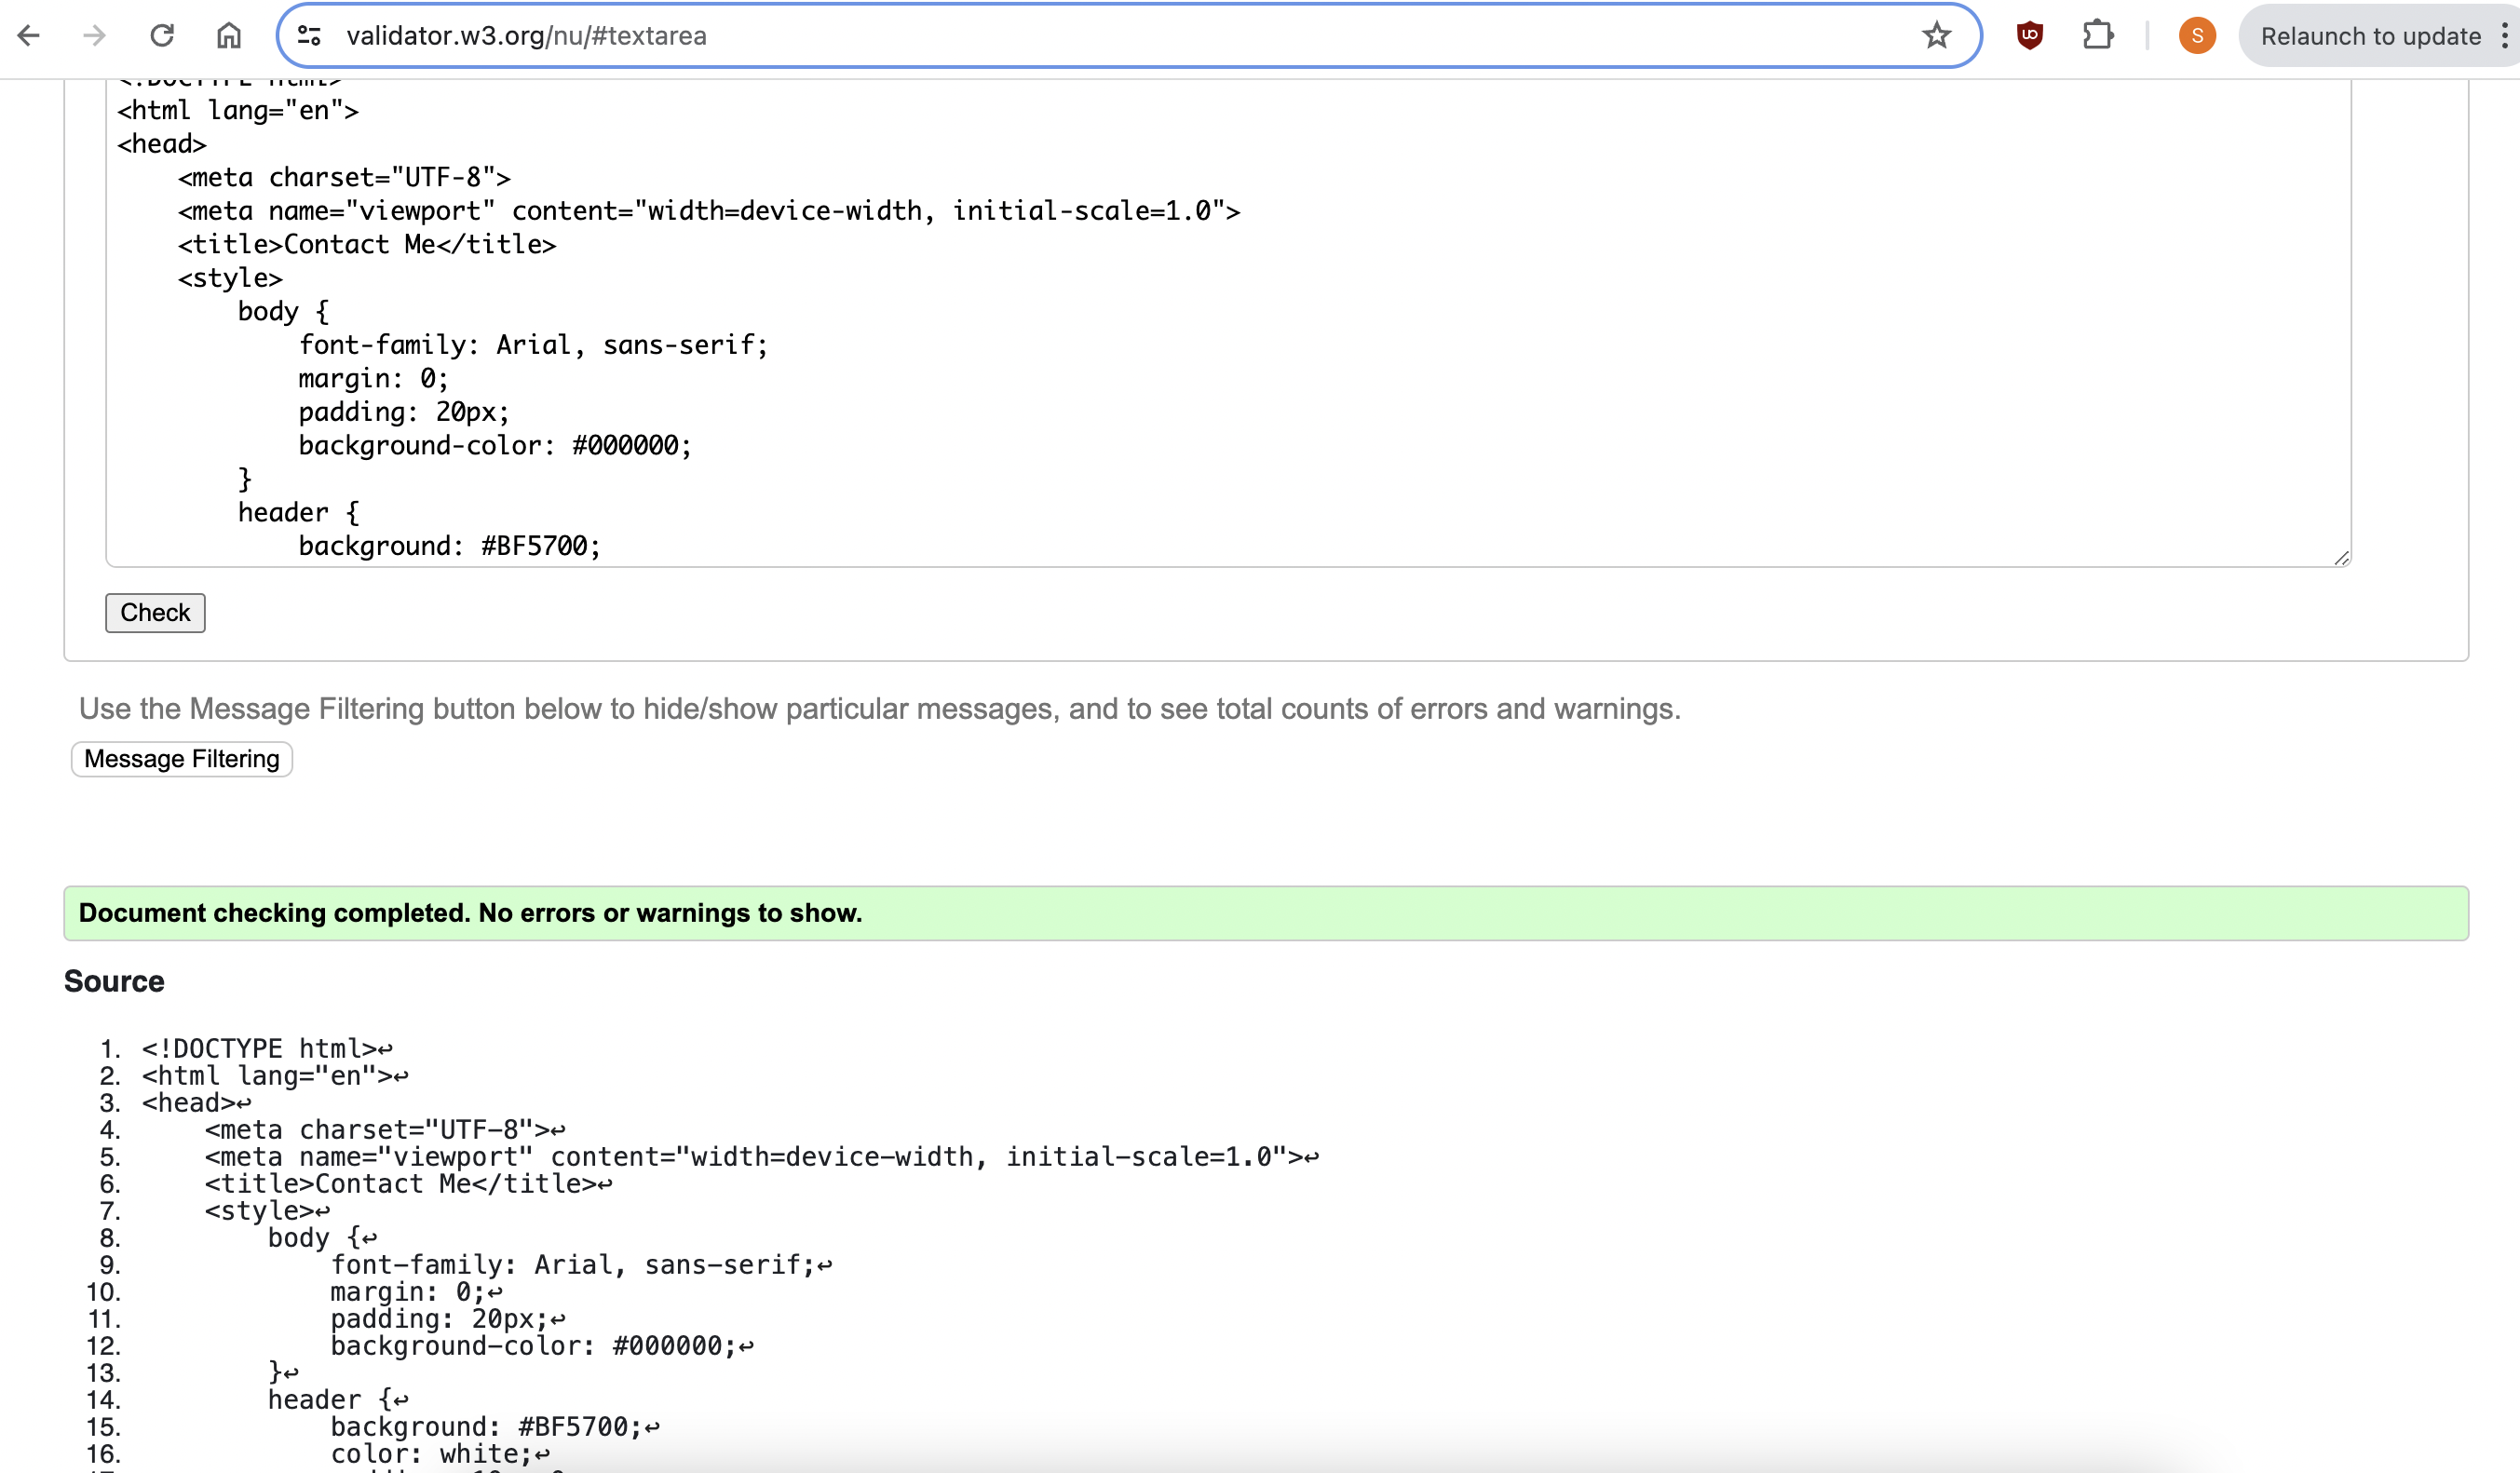 validator.w3.org/nu/#textarea
S
Relaunch to update
<!DOCTYPE html>
<html lang="en">
<head>
    <meta charset="UTF-8">
    <meta name="viewport" content="width=device-width, initial-scale=1.0">
    <title>Contact Me</title>
    <style>
        body {
            font-family: Arial, sans-serif;
            margin: 0;
            padding: 20px;
            background-color: #000000;
        }
        header {
            background: #BF5700;
Check
Use the Message Filtering button below to hide/show particular messages, and to see total counts of errors and warnings.
Message Filtering
Document checking completed. No errors or warnings to show.
Source
1. <!DOCTYPE html>↩
2. <html lang="en">↩
3. <head>↩
4.     <meta charset="UTF-8">↩
5.     <meta name="viewport" content="width=device-width, initial-scale=1.0">↩
6.     <title>Contact Me</title>↩
7.     <style>↩
8.         body {↩
9.             font-family: Arial, sans-serif;↩
10.             margin: 0;↩
11.             padding: 20px;↩
12.             background-color: #000000;↩
13.         }↩
14.         header {↩
15.             background: #BF5700;↩
16.             color: white;↩